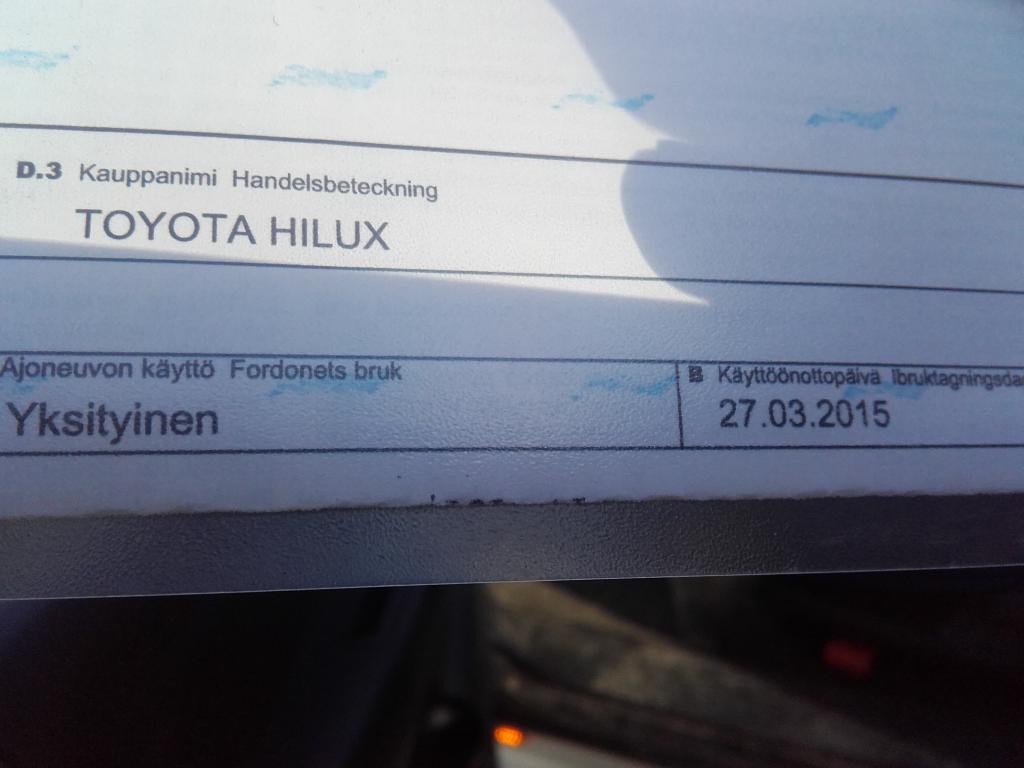 D.3 Kauppanimi Handelsbeteckning
TOYOTA HILUX
Ajoneuvon käyttö Fordonets bruk
Yksityinen
B Käyttöönottopäivä Ibruktagningsda
27.03.2015